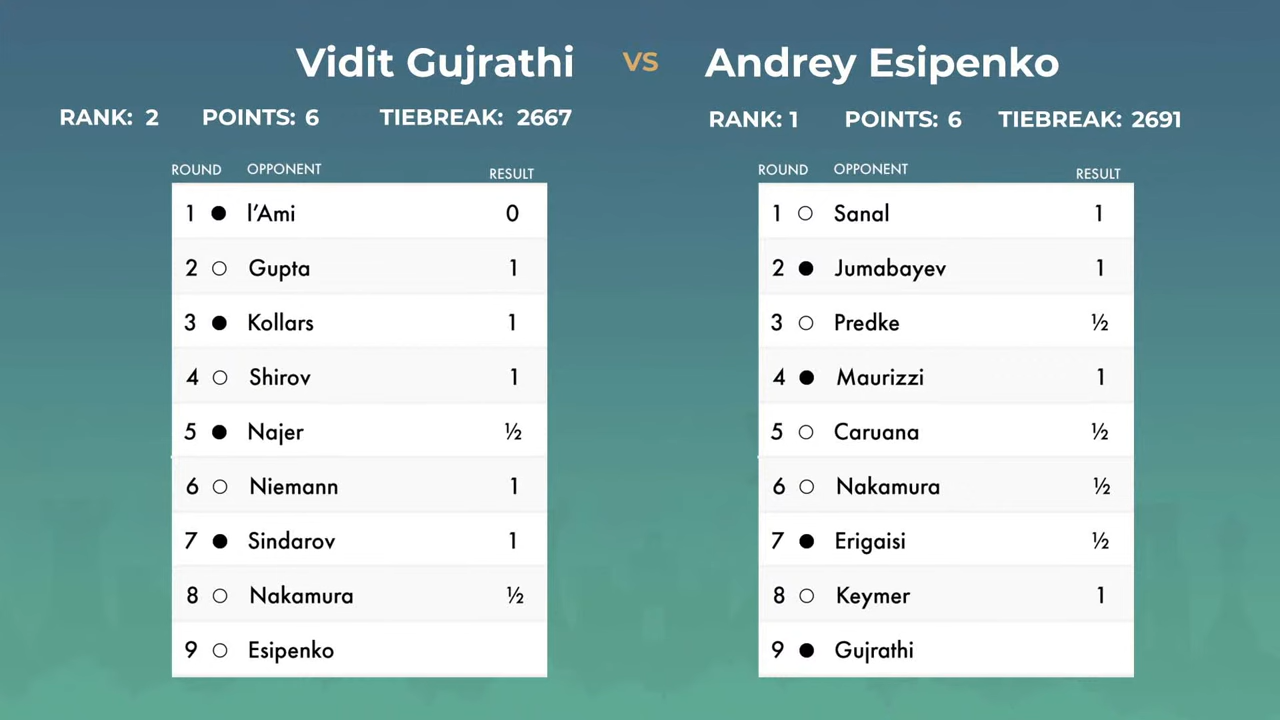 Vidit Gujrathi vs Andrey Esipenko
RANK: 2 POINTS: 6 TIEBREAK: 2667
RANK: 1 POINTS: 6 TIEBREAK: 2691
ROUND OPPONENT RESULT
1 l’Ami 0
2 Gupta 1
3 Kollars 1
4 Shirov 1
5 Najer ½
6 Niemann 1
7 Sindarov 1
8 Nakamura ½
9 Esipenko
ROUND OPPONENT RESULT
1 Sanal 1
2 Jumabayev 1
3 Predke ½
4 Maurizzi 1
5 Caruana ½
6 Nakamura ½
7 Erigaisi ½
8 Keymer 1
9 Gujrathi